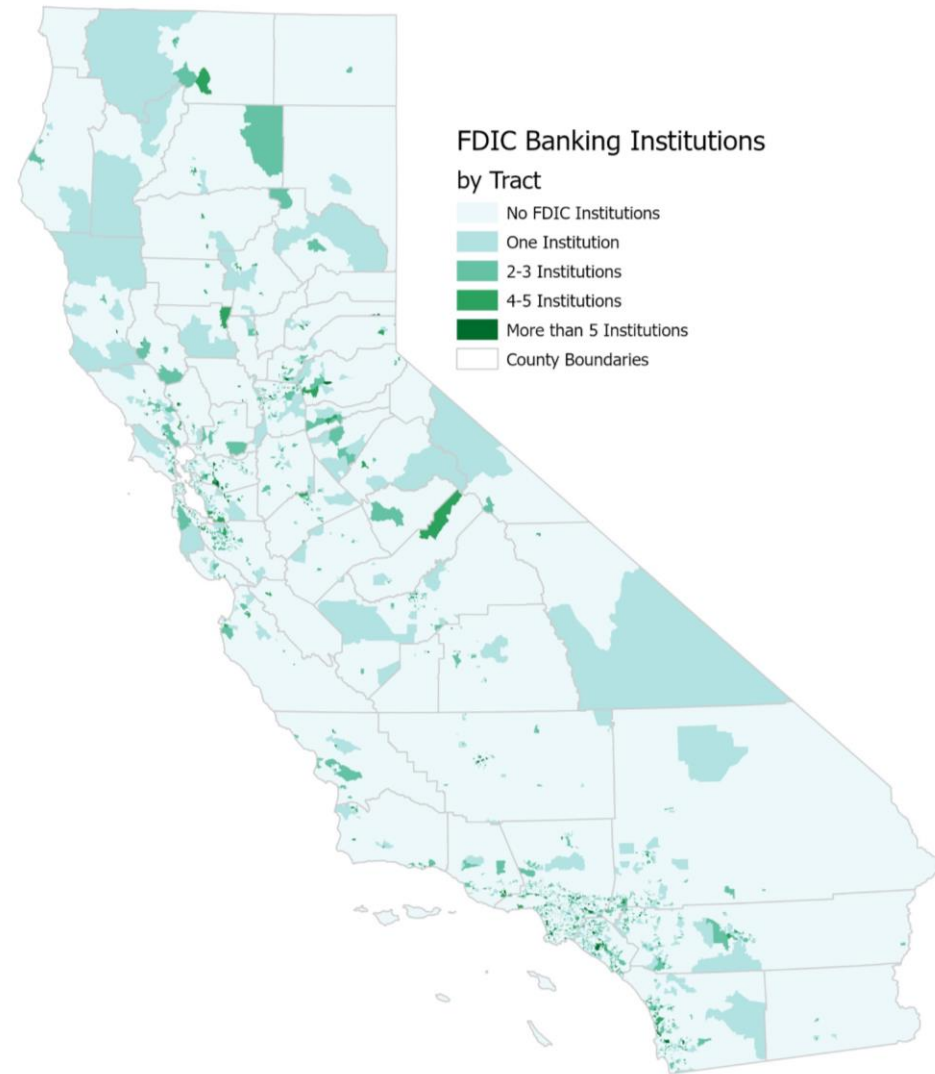 FDIC Banking Institutions
by Tract
No FDIC Institutions
One Institution
2-3 Institutions
4-5 Institutions
More than 5 Institutions
County Boundaries